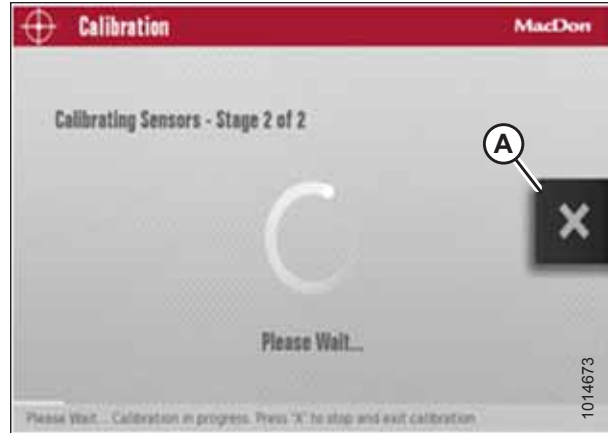 Calibration MacDon
Calibrating Sensors - Stage 2 of 2
A
X
Please Wait...
1014673
Please Wait... Calibration in progress. Press "X" to stop and exit calibration